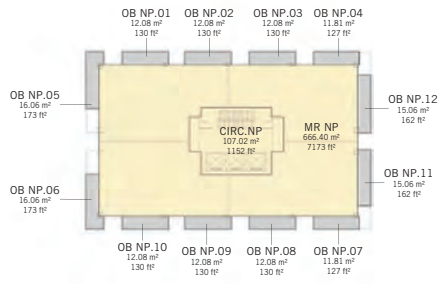 OB NP.01
12.08 m²
130 ft²
OB NP.02
12.08 m²
130 ft²
OB NP.03
12.08 m²
130 ft²
OB NP.04
11.81 m²
127 ft²
OB NP.05
16.06 m²
173 ft²
OB NP.12
15.06 m²
162 ft²
CIRC.NP
107.02 m²
1152 ft²
MR NP
666.40 m²
7173 ft²
OB NP.06
16.06 m²
173 ft²
OB NP.11
15.06 m²
162 ft²
OB NP.10
12.08 m²
130 ft²
OB NP.09
12.08 m²
130 ft²
OB NP.08
12.08 m²
130 ft²
OB NP.07
11.81 m²
127 ft²